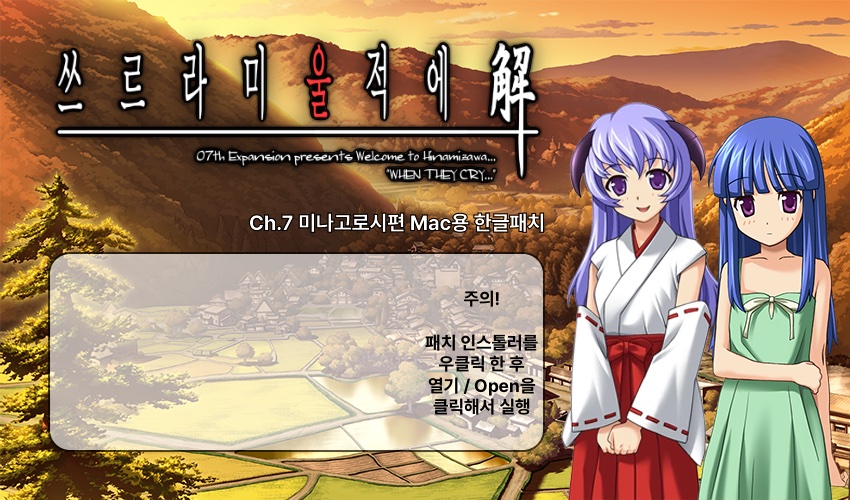 쓰르라미 울적에 解
07th Expansion presents Welcome to Hinamizawa...
"WHEN THEY CRY..."
Ch.7 미나고로시편 Mac용 한글패치
주의!
패치 인스톨러를
우클릭 한 후
열기 / Open을
클릭해서 실행